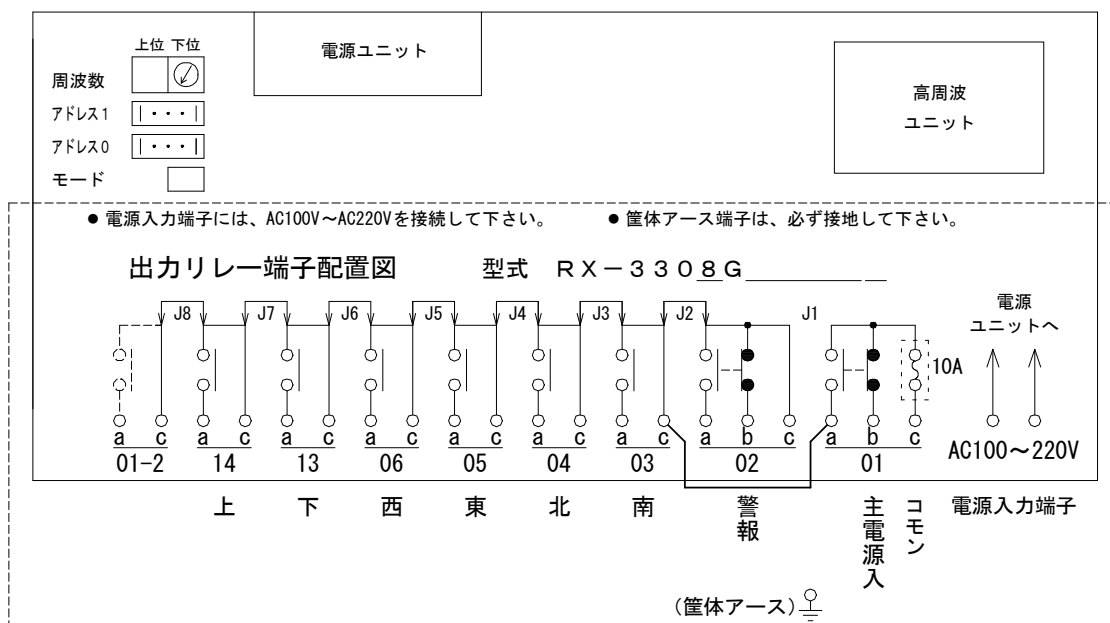 上位 下位
電源ユニット
周波数
高周波
ユニット
アドレス1
アドレス0
モード
● 電源入力端子には、AC100V～AC220Vを接続して下さい。 ● 筐体アース端子は、必ず接地して下さい。
出力リレー端子配置図 型式 RX－3308G
電源
ユニットへ
J8 J7 J6 J5 J4 J3 J2 J1
10A
a c a c a c a c a c a c a c a b c a b c
01-2 14 13 06 05 04 03 02 01 AC100～220V
上 下 西 東 北 南 警報 主電源入 コモン 電源入力端子
(筐体アース)